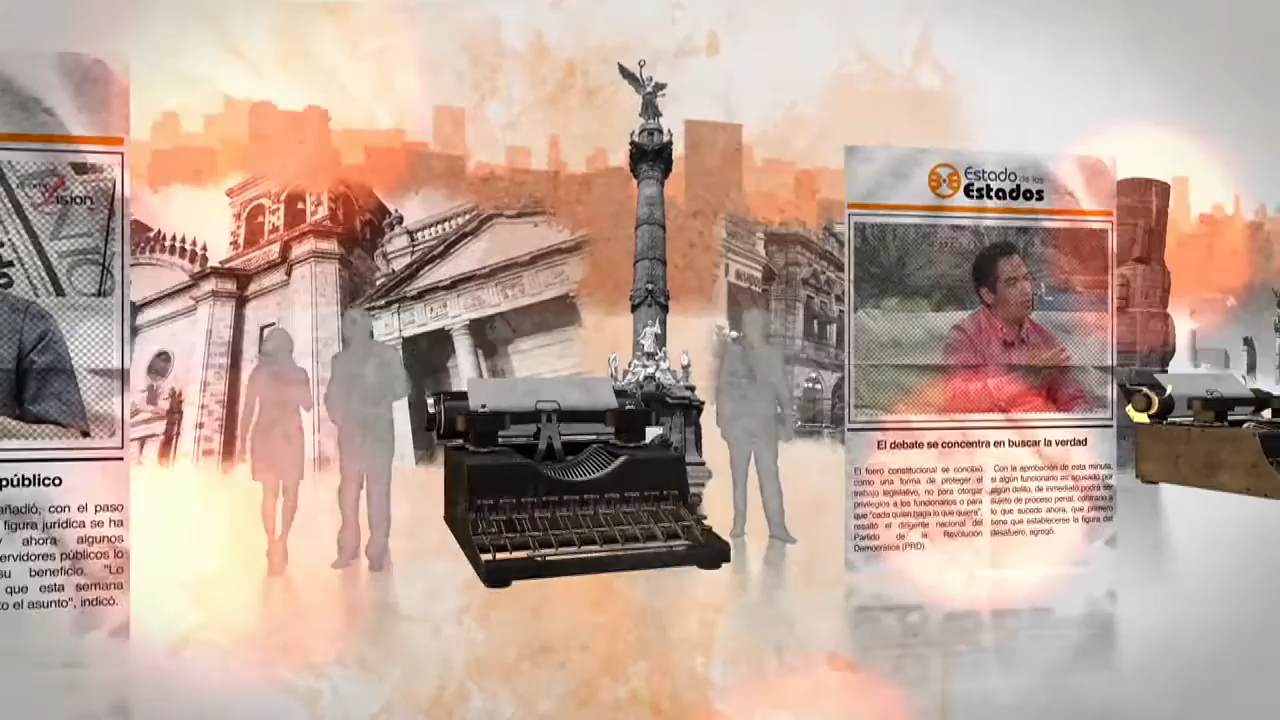 Vision
público
añadió, con el paso
figura jurídica se ha
ahora algunos
ervidores públicos lo
su beneficio. "Lo
que esta semana
o el asunto", indicó.
Estado de los
Estados
El debate se concentra en buscar la verdad
El fuero constitucional se concibió
como una forma de proteger el
trabajo legislativo, no para otorgar
privilegios a los funcionarios o para
que "cada quien haga lo que quiera",
resaltó el dirigente nacional del
Partido de la Revolución
Democrática (PRD).
Con la aprobación de esta minuta,
si algún funcionario es acusado por
algún delito, de inmediato podrá ser
sujeto de proceso penal, contrario a
lo que sucede ahora, que primero
tiene que establecerse la figura del
desafuero, agregó.